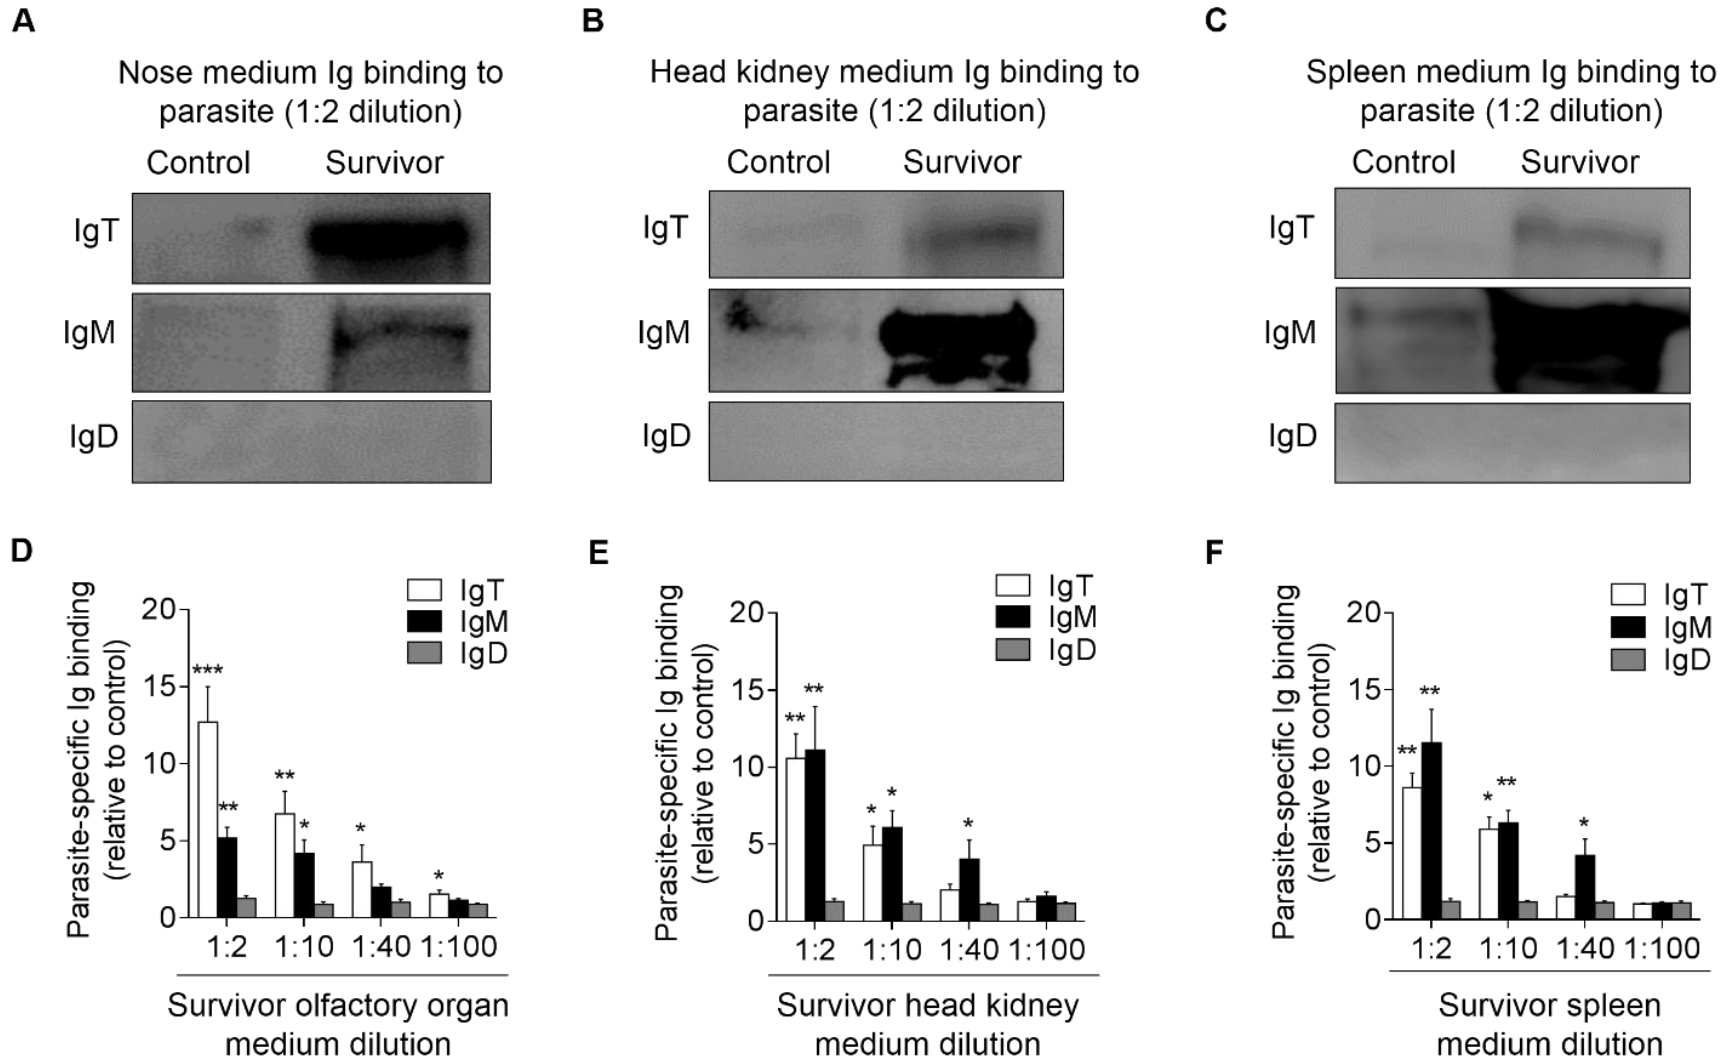 A
Nose medium Ig binding to
parasite (1:2 dilution)
Control Survivor
IgT
IgM
IgD
B
Head kidney medium Ig binding to
parasite (1:2 dilution)
Control Survivor
IgT
IgM
IgD
C
Spleen medium Ig binding to
parasite (1:2 dilution)
Control Survivor
IgT
IgM
IgD
D
Parasite-specific Ig binding
(relative to control)
20
15
10
5
0
IgT
IgM
IgD
***
**
**
*
*
*
1:2 1:10 1:40 1:100
Survivor olfactory organ
medium dilution
E
Parasite-specific Ig binding
(relative to control)
20
15
10
5
0
IgT
IgM
IgD
**
**
*
*
*
1:2 1:10 1:40 1:100
Survivor head kidney
medium dilution
F
Parasite-specific Ig binding
(relative to control)
20
15
10
5
0
IgT
IgM
IgD
**
**
*
**
*
1:2 1:10 1:40 1:100
Survivor spleen
medium dilution